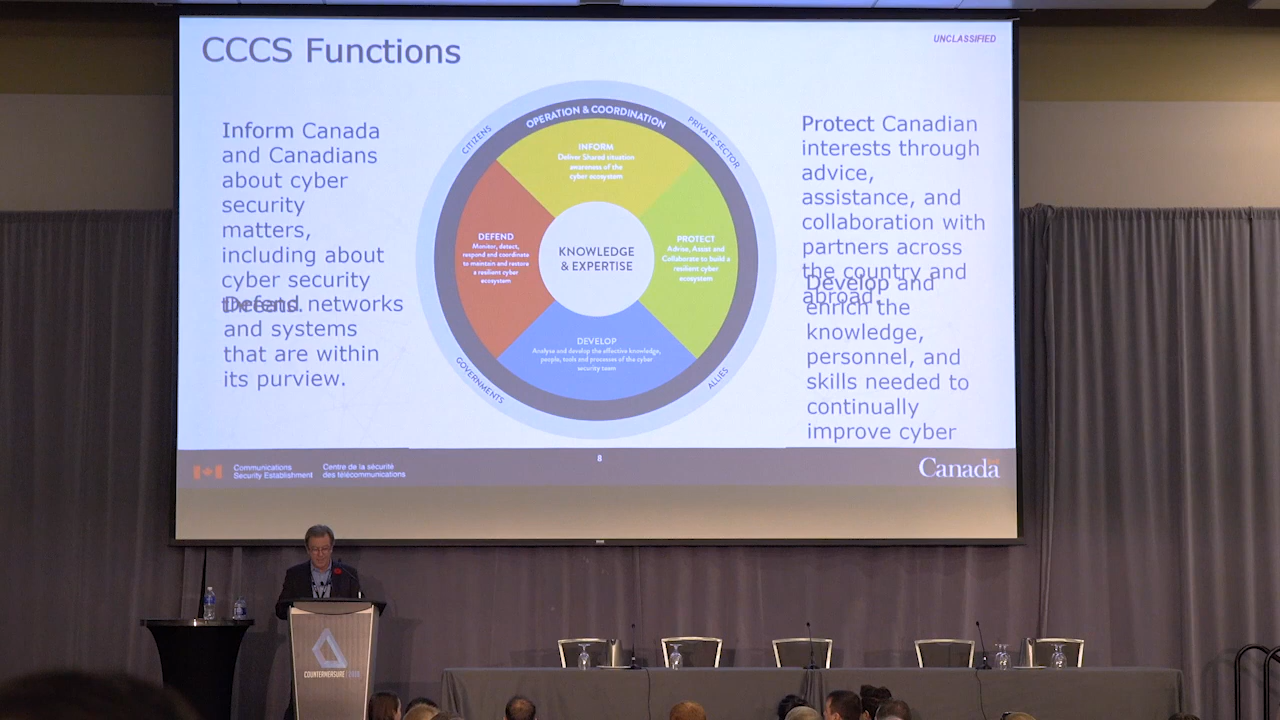 CCCS Functions
UNCLASSIFIED
Inform Canada
and Canadians
about cyber
security
matters,
including about
cyber security
threats.
Defend networks
and systems
that are within
its purview.
CITIZENS
PRIVATE SECTOR
GOVERNMENTS
ALLIES
OPERATION & COORDINATION
INFORM
Deliver Shared situation
awareness of the
cyber ecosystem
DEFEND
Monitor, detect,
respond and coordinate
to maintain and restore
a resilient cyber
ecosystem
KNOWLEDGE
& EXPERTISE
PROTECT
Advise, Assist and
Collaborate to build a
resilient cyber
ecosystem
DEVELOP
Analyse and develop the effective knowledge,
people, tools and processes of the cyber
security team
Protect Canadian
interests through
advice,
assistance, and
collaboration with
partners across
the country and
abroad.
Develop and
enrich the
knowledge,
personnel, and
skills needed to
continually
improve cyber
8
Communications
Security Establishment
Centre de la sécurité
des télécommunications
Canada
COUNTERMEASURE